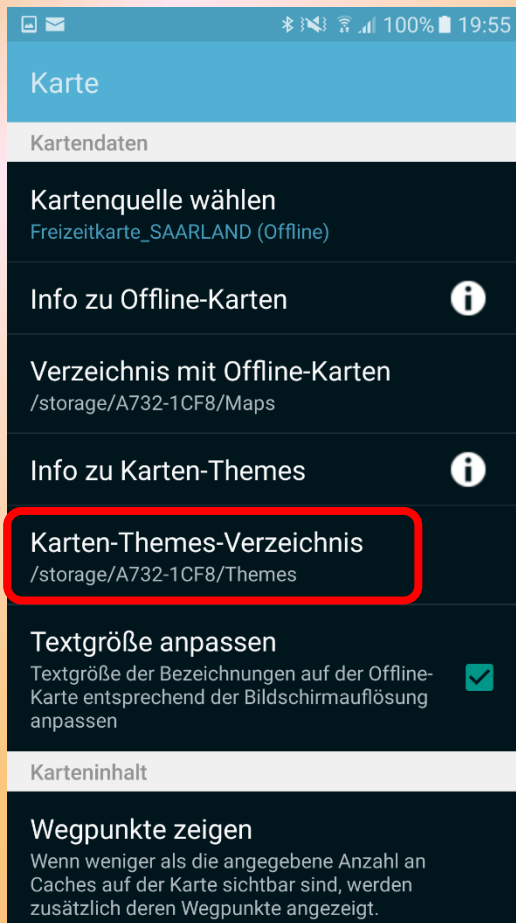 100% 19:55
Karte
Kartendaten
Kartenquelle wählen
Freizeitkarte_SAARLAND (Offline)
Info zu Offline-Karten
Verzeichnis mit Offline-Karten
/storage/A732-1CF8/Maps
Info zu Karten-Themes
Karten-Themes-Verzeichnis
/storage/A732-1CF8/Themes
Textgröße anpassen
Textgröße der Bezeichnungen auf der Offline-
Karte entsprechend der Bildschirmauflösung
anpassen
Karteninhalt
Wegpunkte zeigen
Wenn weniger als die angegebene Anzahl an
Caches auf der Karte sichtbar sind, werden
zusätzlich deren Wegpunkte angezeigt.